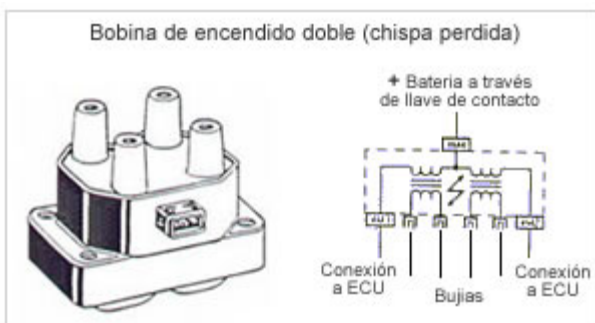 Bobina de encendido doble (chispa perdida)
+ Bateria a través
de llave de contacto
Conexión
a ECU
Bujias
Conexión
a ECU